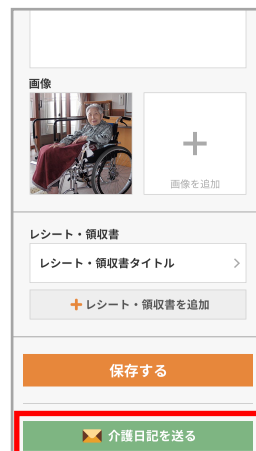 画像
画像を追加
レシート・領収書
レシート・領収書タイトル
レシート・領収書を追加
保存する
介護日記を送る